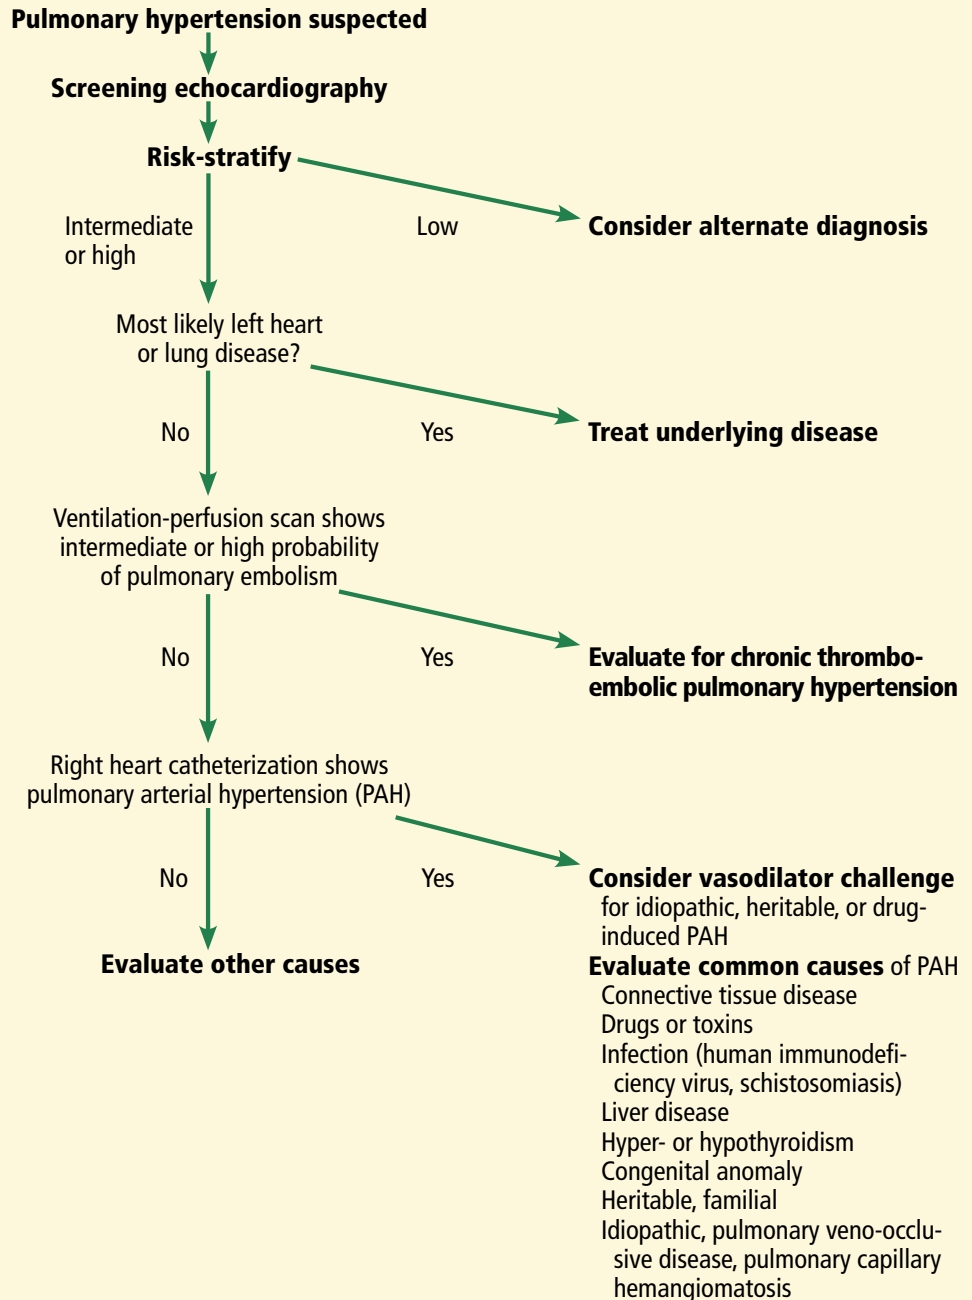 Pulmonary hypertension suspected
Screening echocardiography
Risk-stratify
Intermediate
or high
Low
Consider alternate diagnosis
Most likely left heart
or lung disease?
No
Yes
Treat underlying disease
Ventilation-perfusion scan shows
intermediate or high probability
of pulmonary embolism
No
Yes
Evaluate for chronic thrombo-
embolic pulmonary hypertension
Right heart catheterization shows
pulmonary arterial hypertension (PAH)
No
Yes
Evaluate other causes
Consider vasodilator challenge
for idiopathic, heritable, or drug-
induced PAH
Evaluate common causes of PAH
Connective tissue disease
Drugs or toxins
Infection (human immunodefi-
ciency virus, schistosomiasis)
Liver disease
Hyper- or hypothyroidism
Congenital anomaly
Heritable, familial
Idiopathic, pulmonary veno-occlu-
sive disease, pulmonary capillary
hemangiomatosis